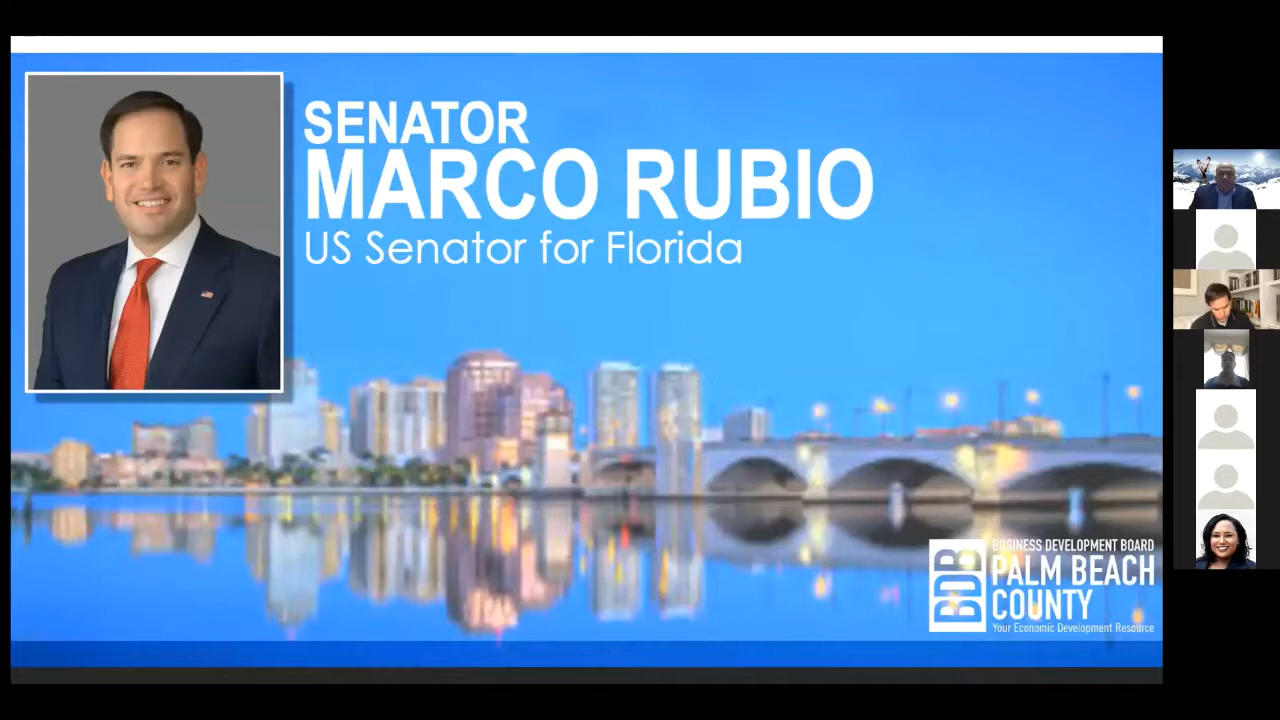 SENATOR
MARCO RUBIO
US Senator for Florida
BDB
BUSINESS DEVELOPMENT BOARD
PALM BEACH
COUNTY
Your Economic Development Resource